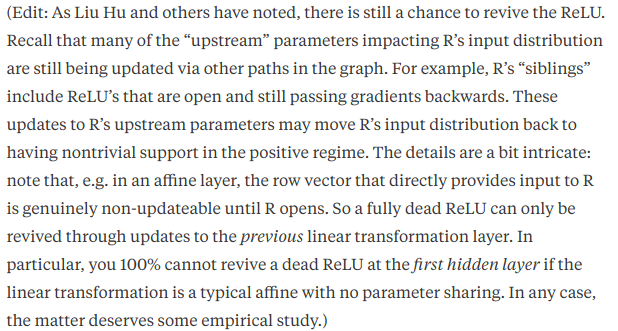 (Edit: As Liu Hu and others have noted, there is still a chance to revive the ReLU.
Recall that many of the “upstream” parameters impacting R’s input distribution
are still being updated via other paths in the graph. For example, R’s “siblings”
include ReLU’s that are open and still passing gradients backwards. These
updates to R’s upstream parameters may move R’s input distribution back to
having nontrivial support in the positive regime. The details are a bit intricate:
note that, e.g. in an affine layer, the row vector that directly provides input to R
is genuinely non-updateable until R opens. So a fully dead ReLU can only be
revived through updates to the previous linear transformation layer. In
particular, you 100% cannot revive a dead ReLU at the first hidden layer if the
linear transformation is a typical affine with no parameter sharing. In any case,
the matter deserves some empirical study.)